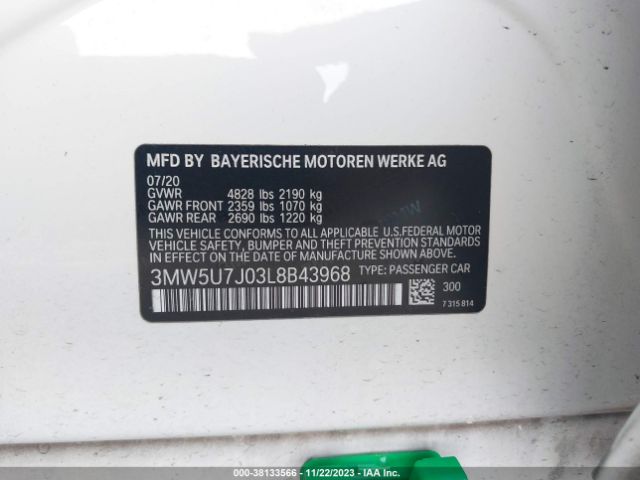 MFD BY BAYERISCHE MOTOREN WERKE AG
07/20
GVWR 4828 lbs 2190 kg
GAWR FRONT 2359 lbs 1070 kg
GAWR REAR 2690 lbs 1220 kg
THIS VEHICLE CONFORMS TO ALL APPLICABLE U.S.FEDERAL MOTOR
VEHICLE SAFETY, BUMPER AND THEFT PREVENTION STANDARDS IN
EFFECT ON THE DATE OF MANUFACTURE SHOWN ABOVE.
3MW5U7J03L8B43968 TYPE: PASSENGER CAR
300
7 315 814
000-38133566 - 11/22/2023 - IAA Inc.